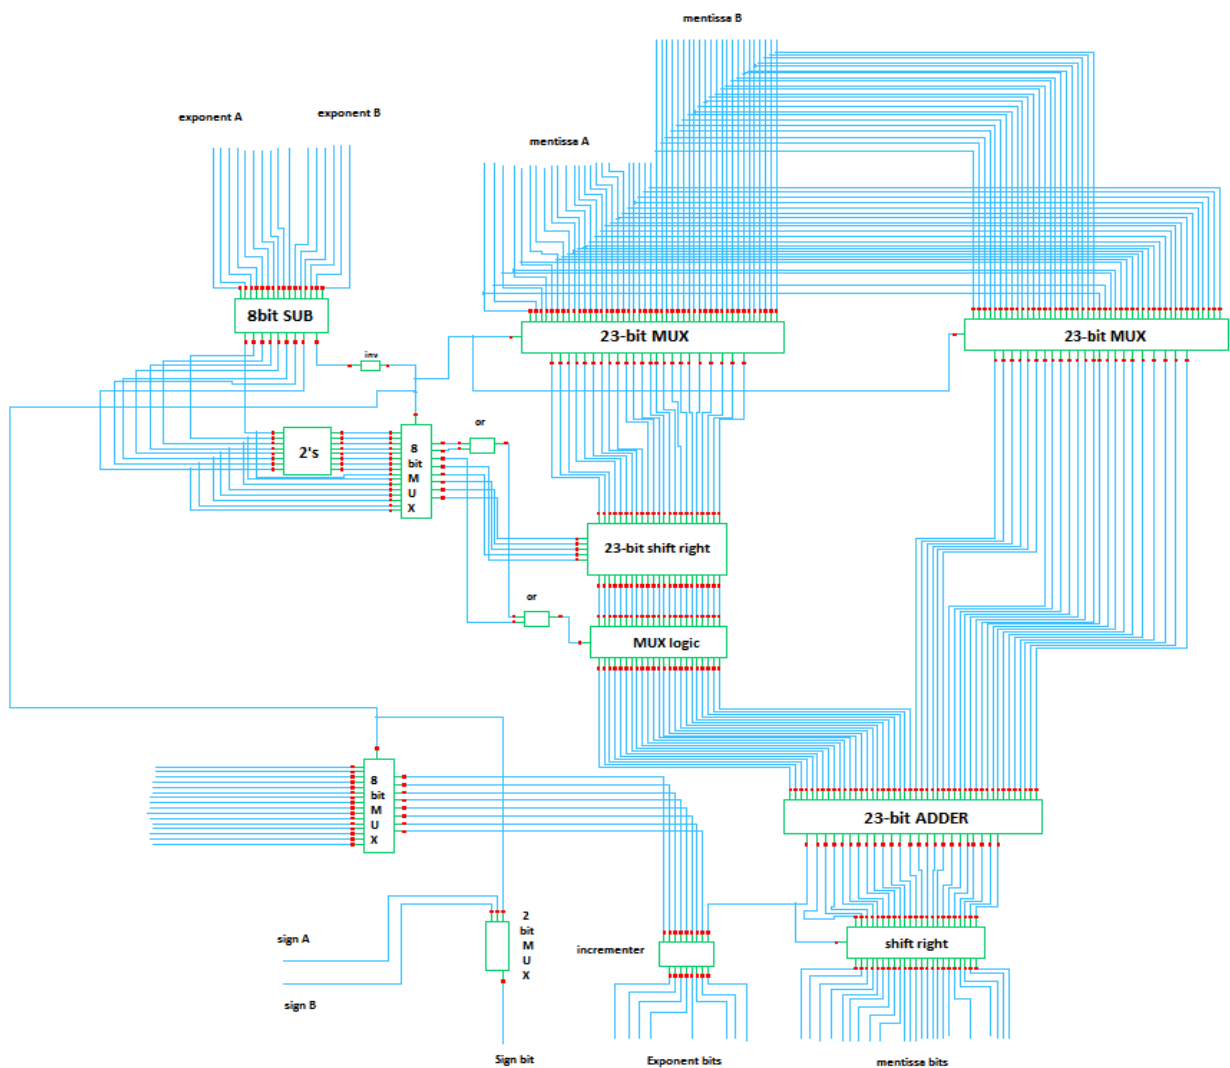 mentissa B
exponent A
exponent B
mentissa A
8bit SUB
23-bit MUX
23-bit MUX
inv
or
2's
8
bit
M
U
X
23-bit shift right
or
MUX logic
8
bit
M
U
X
23-bit ADDER
2
bit
M
U
X
sign A
incrementer
shift right
sign B
Sign bit
Exponent bits
mentissa bits